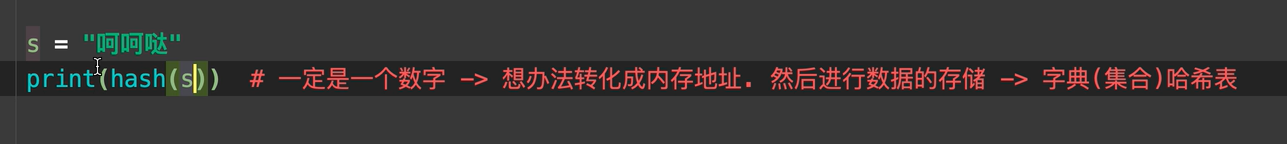 s = "呵呵哒"
print(hash(s))  # 一定是一个数字 -> 想办法转化成内存地址. 然后进行数据的存储 -> 字典(集合)哈希表